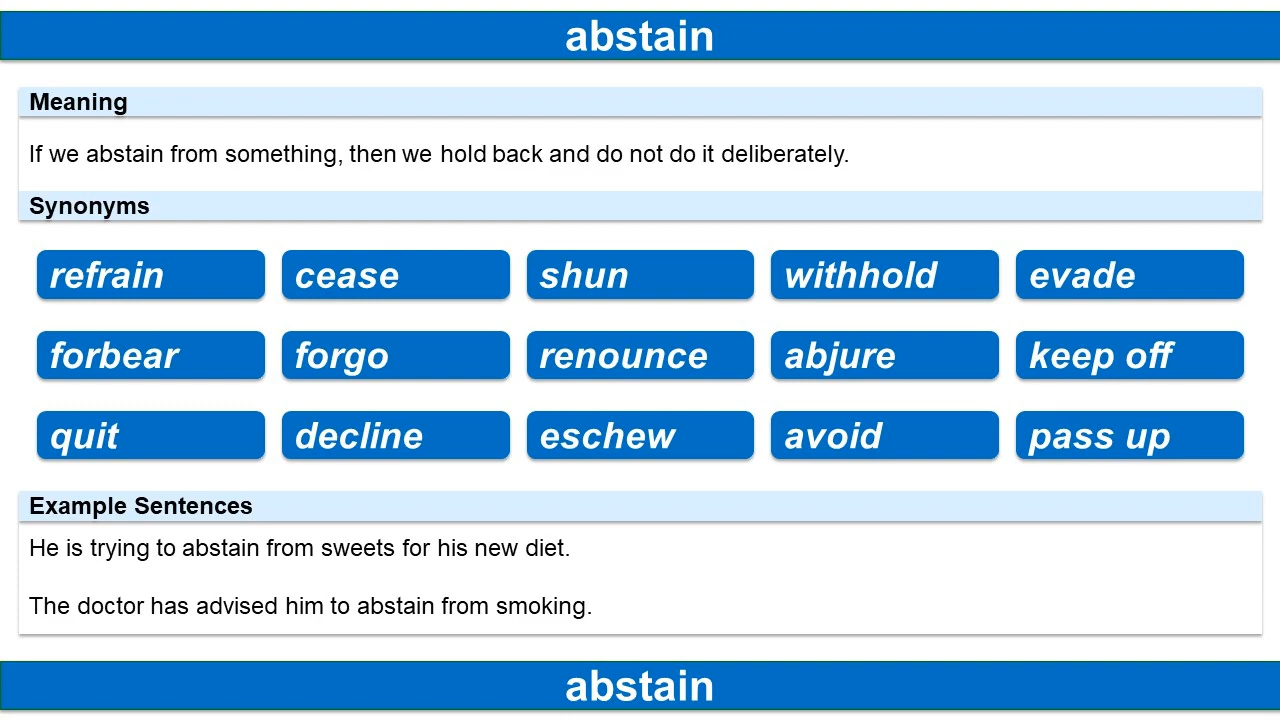 abstain
Meaning
If we abstain from something, then we hold back and do not do it deliberately.
Synonyms
refrain cease shun withhold evade
forbear forgo renounce abjure keep off
quit decline eschew avoid pass up
Example Sentences
He is trying to abstain from sweets for his new diet.
The doctor has advised him to abstain from smoking.
abstain